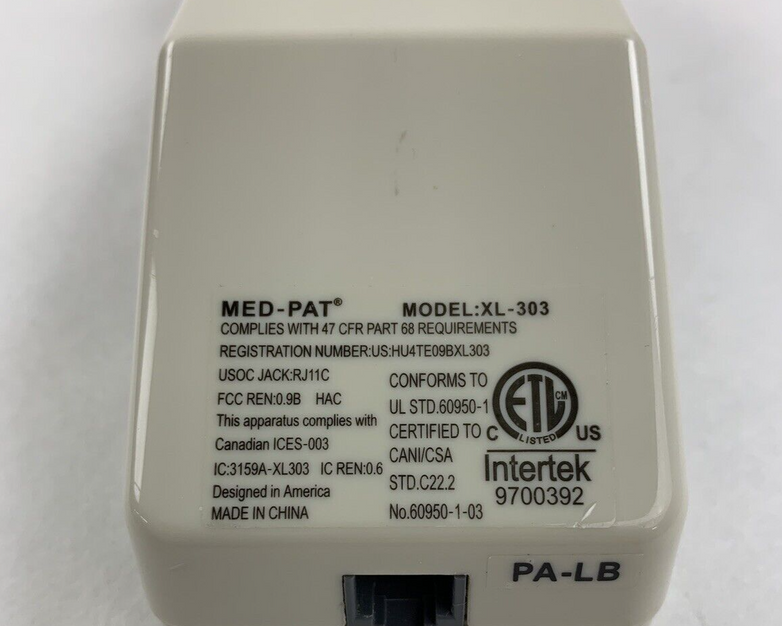 MED-PAT® MODEL:XL-303
COMPLIES WITH 47 CFR PART 68 REQUIREMENTS
REGISTRATION NUMBER:US:HU4TE09BXL303
USOC JACK:RJ11C
FCC REN:0.9B HAC
This apparatus complies with
Canadian ICES-003
IC:3159A-XL303 IC REN:0.6
Designed in America
MADE IN CHINA
CONFORMS TO
UL STD.60950-1
CERTIFIED TO
CANI/CSA
STD.C22.2
No.60950-1-03
ETL CM
C LISTED US
Intertek
9700392
PA-LB